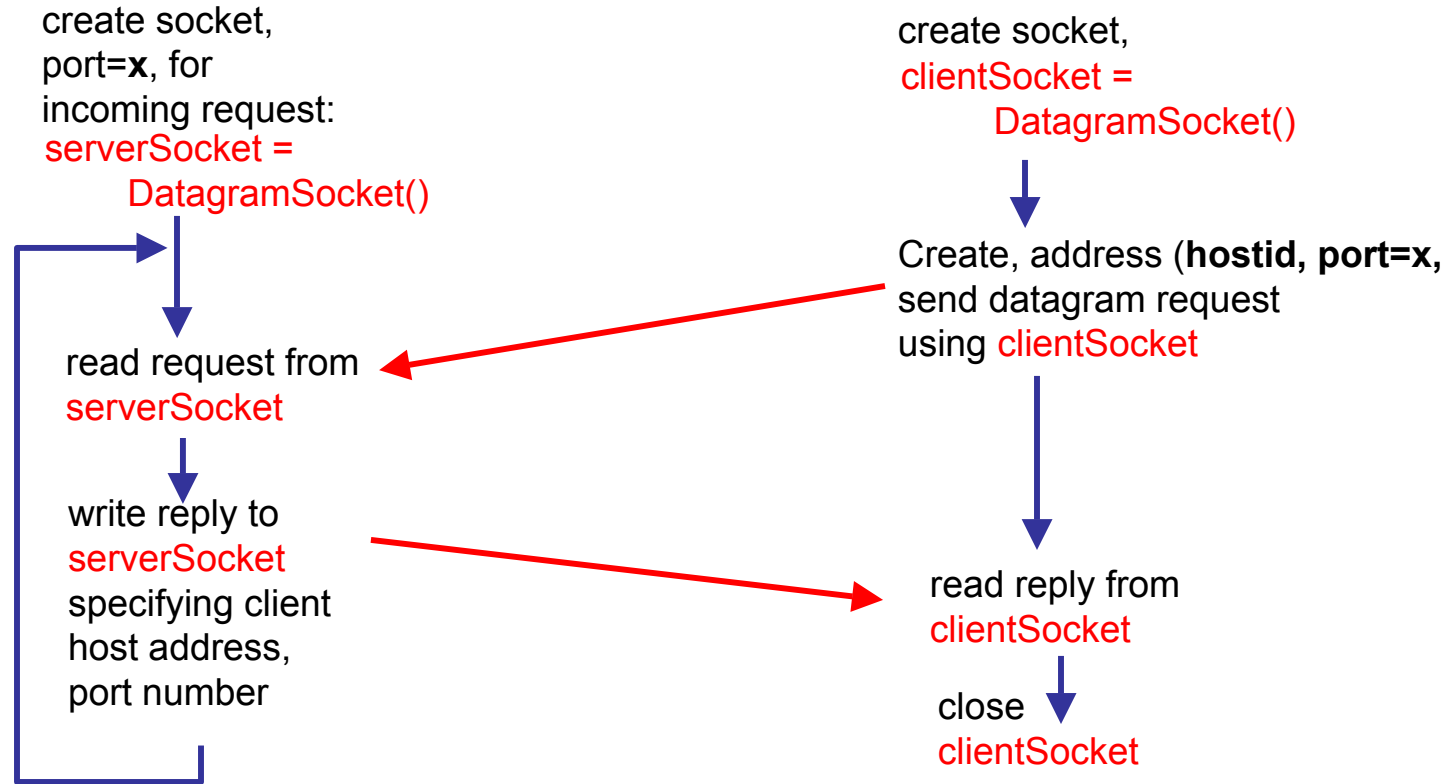 create socket,
port=x, for
incoming request:
serverSocket =
DatagramSocket()
read request from
serverSocket
write reply to
serverSocket
specifying client
host address,
port number
create socket,
clientSocket =
DatagramSocket()
Create, address (hostid, port=x,
send datagram request
using clientSocket
read reply from
clientSocket
close
clientSocket